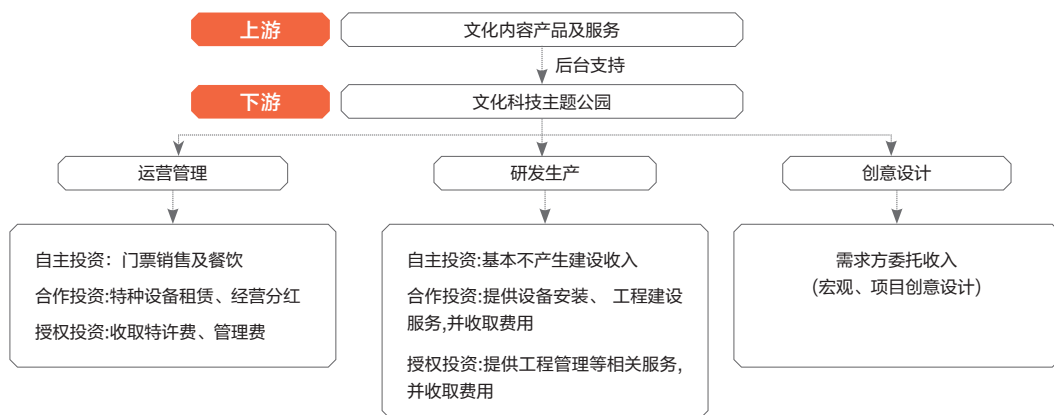 上游
文化内容产品及服务
后台支持
下游
文化科技主题公园
运营管理
研发生产
创意设计
自主投资：门票销售及餐饮
合作投资:特种设备租赁、经营分红
授权投资:收取特许费、管理费
自主投资:基本不产生建设收入
合作投资:提供设备安装、 工程建设
服务,并收取费用
授权投资:提供工程管理等相关服务,
并收取费用
需求方委托收入
(宏观、项目创意设计)